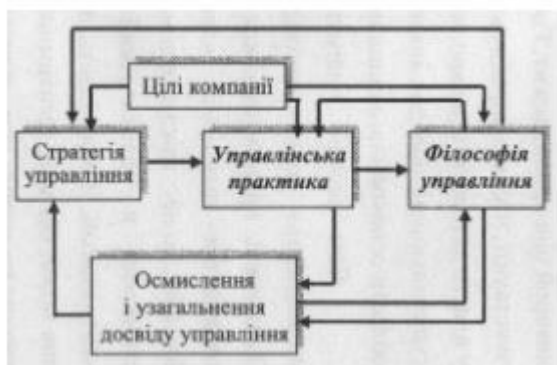 Цілі компанії
Стратегія
управління
Управлінська
практика
Філософія
управління
Осмислення
і узагальнення
досвіду управління